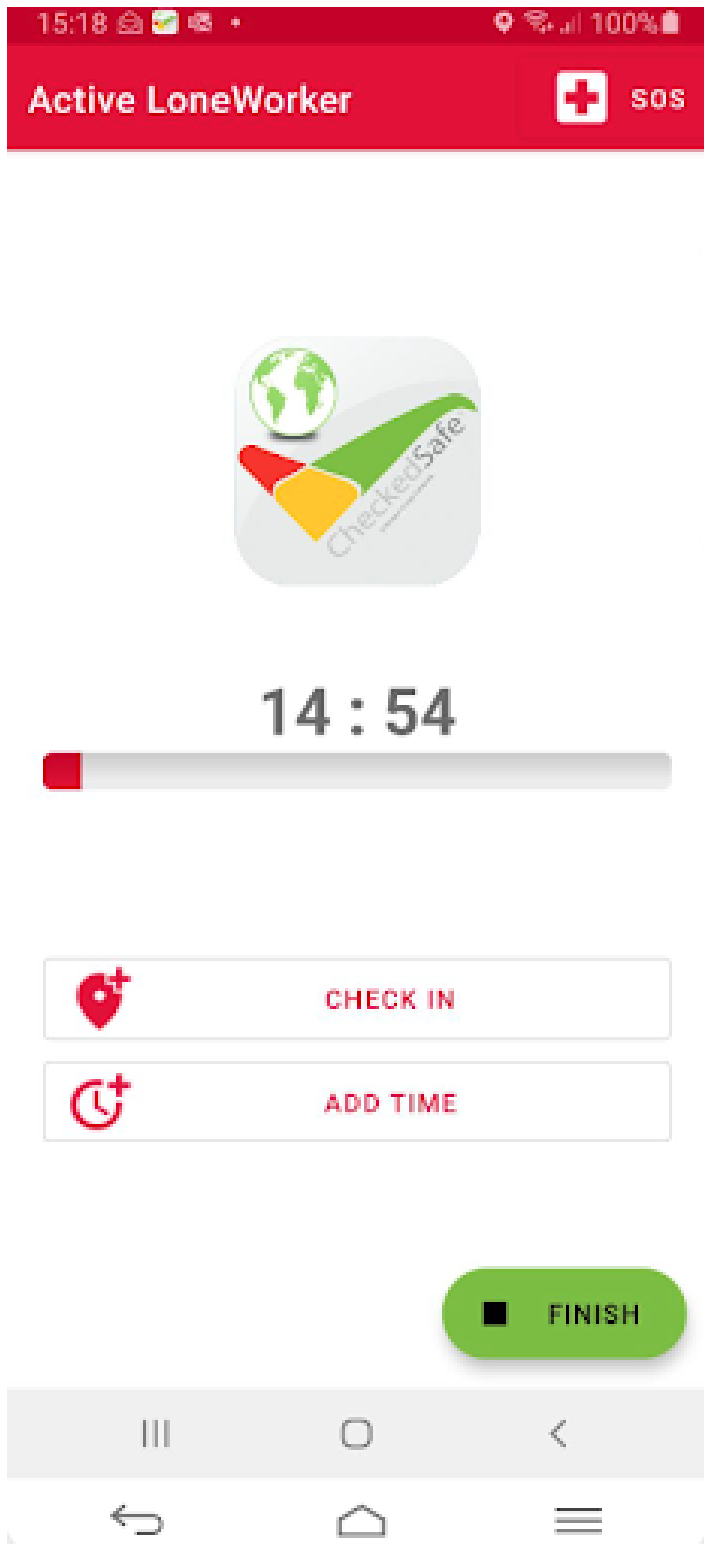 15:18
100%
Active LoneWorker
SOS
CheckedSafe
14 : 54
CHECK IN
ADD TIME
FINISH